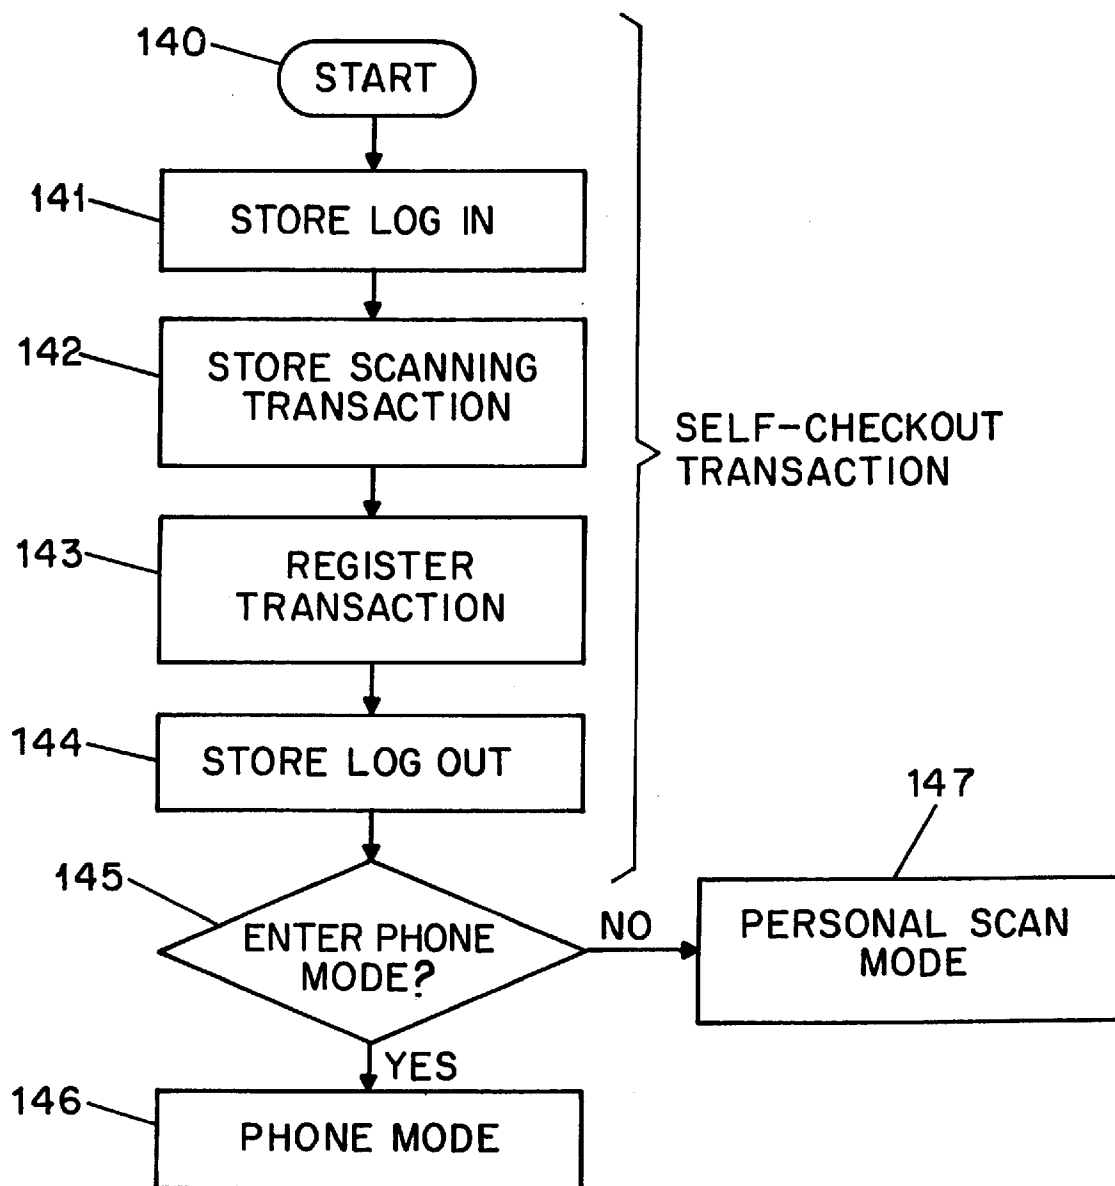 140
START
141
STORE LOG IN
142
STORE SCANNING
TRANSACTION
SELF-CHECKOUT
TRANSACTION
143
REGISTER
TRANSACTION
144
STORE LOG OUT
147
145
ENTER PHONE
MODE?
NO
PERSONAL SCAN
MODE
YES
146
PHONE MODE